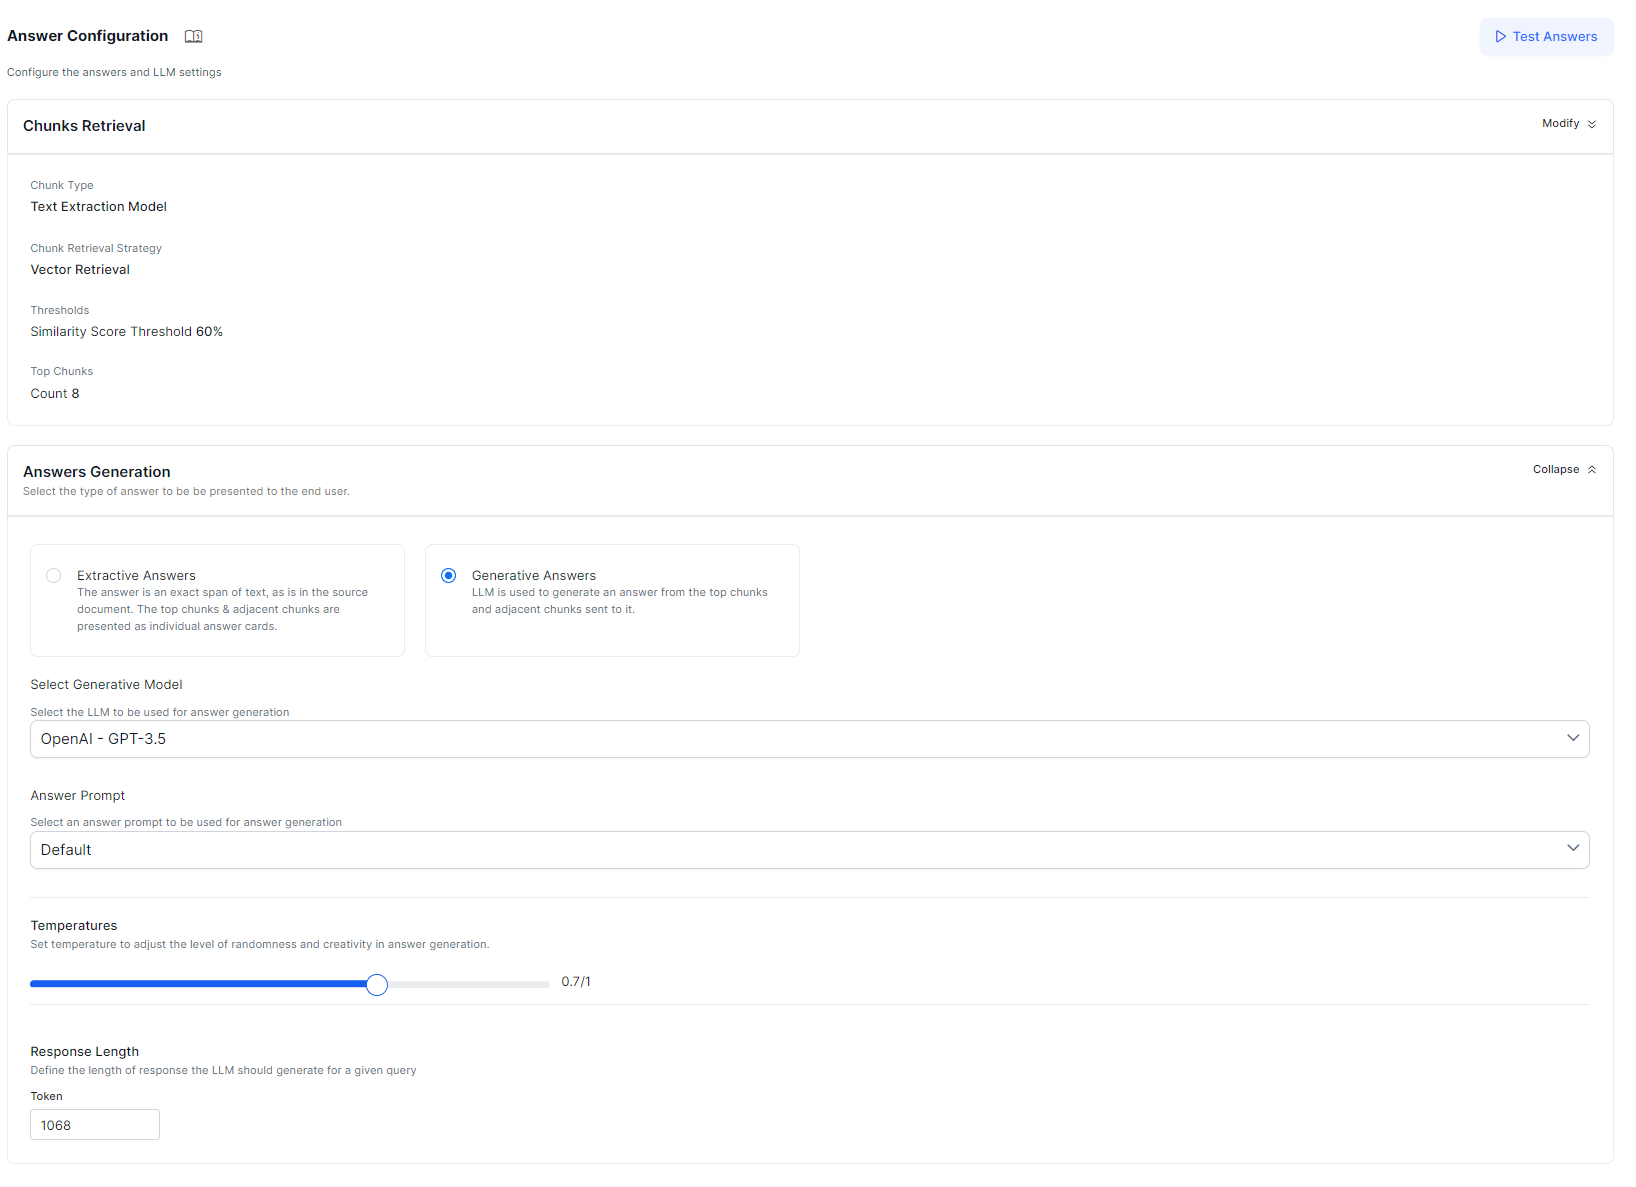 Answer Configuration
Test Answers
Configure the answers and LLM settings
Chunks Retrieval
Modify
Chunk Type
Text Extraction Model
Chunk Retrieval Strategy
Vector Retrieval
Thresholds
Similarity Score Threshold 60%
Top Chunks
Count 8
Answers Generation
Collapse
Select the type of answer to be be presented to the end user.
Extractive Answers
The answer is an exact span of text, as is in the source
document. The top chunks & adjacent chunks are
presented as individual answer cards.
Generative Answers
LLM is used to generate an answer from the top chunks
and adjacent chunks sent to it.
Select Generative Model
Select the LLM to be used for answer generation
OpenAI - GPT-3.5
Answer Prompt
Select an answer prompt to be used for answer generation
Default
Temperatures
Set temperature to adjust the level of randomness and creativity in answer generation.
0.7/1
Response Length
Define the length of response the LLM should generate for a given query
Token
1068